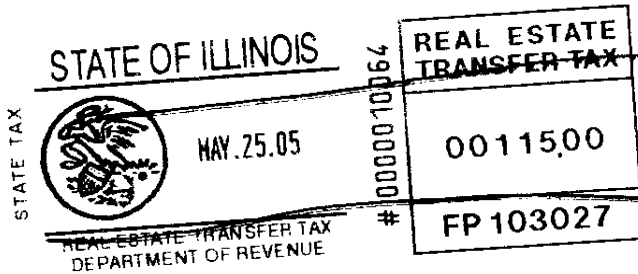 STATE OF ILLINOIS
STATE TAX
MAY.25.05
REAL ESTATE TRANSFER TAX
DEPARTMENT OF REVENUE
# 0000010064
REAL ESTATE
TRANSFER TAX
00115,00
FP 103027